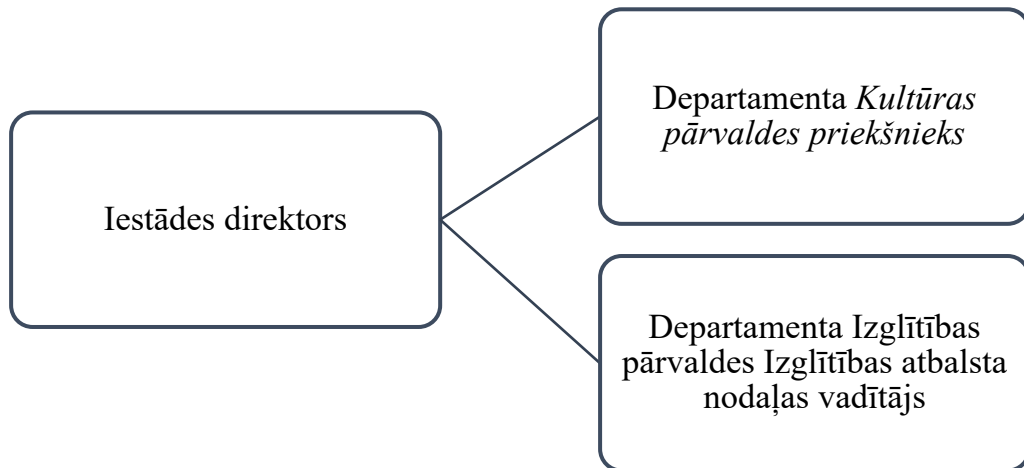 Iestādes direktors
Departamenta Kultūras
pārvaldes priekšnieks
Departamenta Izglītības
pārvaldes Izglītības atbalsta
nodaļas vadītājs